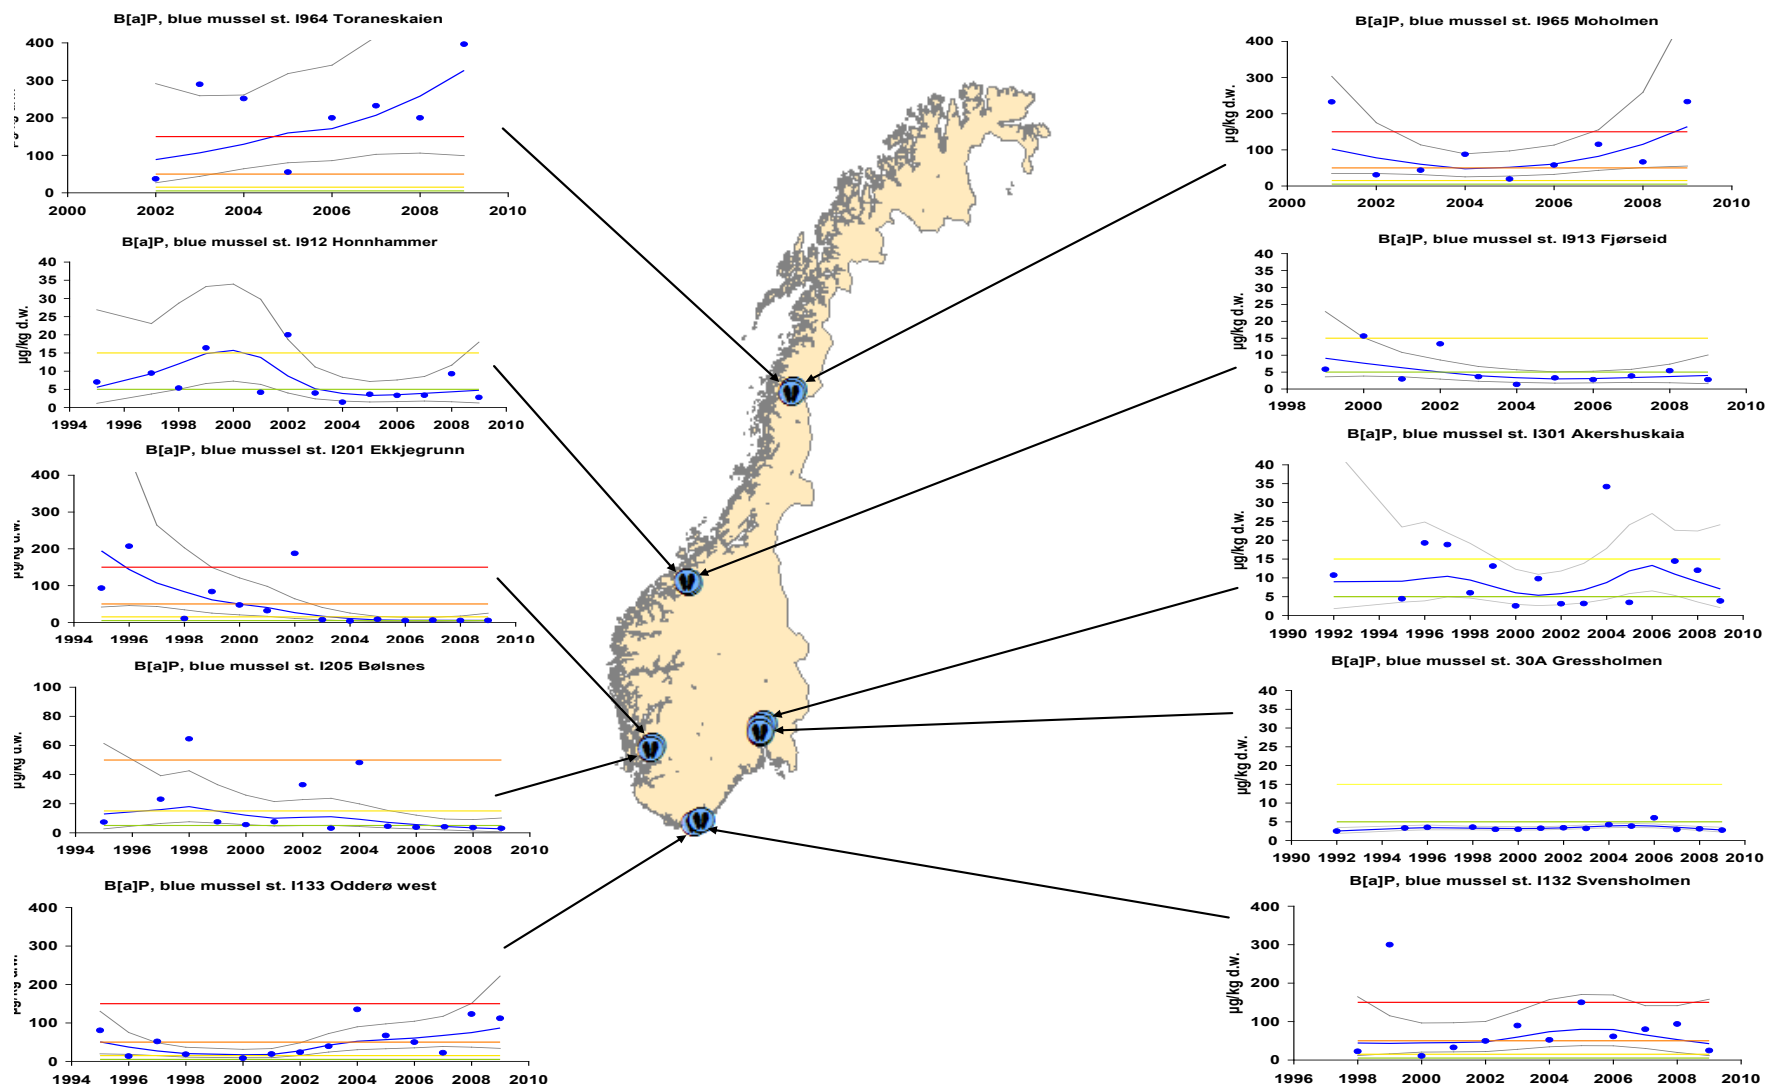 B[a]P, blue mussel st. I964 Toraneskaien
400
300
200
100
0
2000 2002 2004 2006 2008 2010
B[a]P, blue mussel st. I965 Moholmen
µg/kg d.w.
400
300
200
100
0
2000 2002 2004 2006 2008 2010
B[a]P, blue mussel st. I912 Honnhammer
µg/kg d.w.
40
35
30
25
20
15
10
5
0
1994 1996 1998 2000 2002 2004 2006 2008 2010
B[a]P, blue mussel st. I913 Fjørseid
µg/kg d.w.
40
35
30
25
20
15
10
5
0
1998 2000 2002 2004 2006 2008 2010
B[a]P, blue mussel st. I201 Ekkjegrunn
µg/kg d.w.
400
300
200
150
100
50
0
1994 1996 1998 2000 2002 2004 2006 2008 2010
B[a]P, blue mussel st. I301 Akershuskaia
µg/kg d.w.
40
35
30
25
20
15
10
5
0
1990 1992 1994 1996 1998 2000 2002 2004 2006 2008 2010
B[a]P, blue mussel st. I205 Bølsnes
µg/kg d.w.
100
80
60
40
20
0
1994 1996 1998 2000 2002 2004 2006 2008 2010
B[a]P, blue mussel st. 30A Gressholmen
µg/kg d.w.
40
35
30
25
20
15
10
5
0
1990 1992 1994 1996 1998 2000 2002 2004 2006 2008 2010
B[a]P, blue mussel st. I133 Odderø west
µg/kg d.w.
400
300
200
150
100
50
0
1994 1996 1998 2000 2002 2004 2006 2008 2010
B[a]P, blue mussel st. I132 Svensholmen
µg/kg d.w.
400
300
200
150
100
50
0
1996 1998 2000 2002 2004 2006 2008 2010